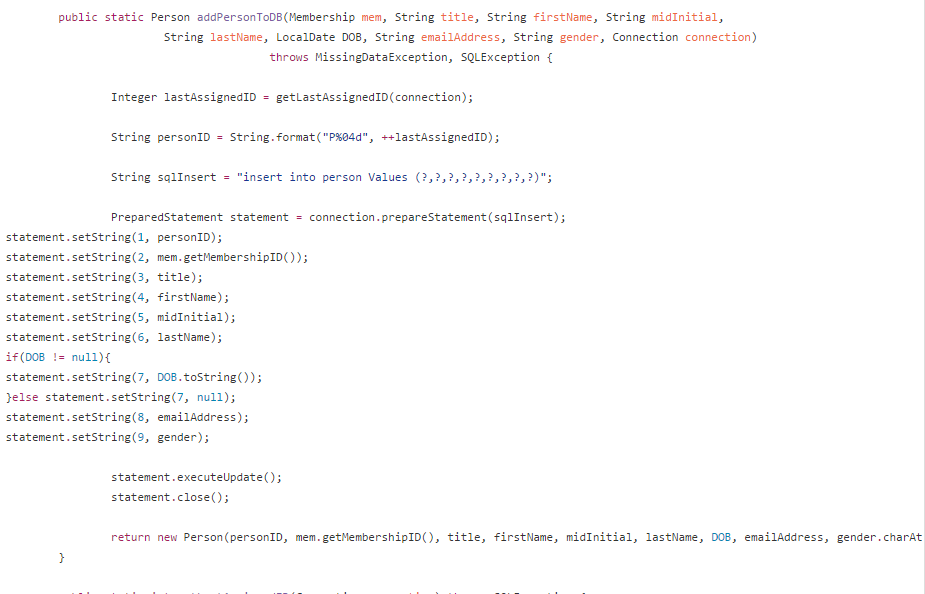 public static Person addPersonToDB(Membership mem, String title, String firstName, String midInitial,
String lastName, LocalDate DOB, String emailAddress, String gender, Connection connection)
throws MissingDataException, SQLException {
Integer lastAssignedID = getLastAssignedID(connection);
String personID = String.format("P%04d", ++lastAssignedID);
String sqlInsert = "insert into person Values (?,?,?,?,?,?,?,?,?)";
PreparedStatement statement = connection.prepareStatement(sqlInsert);
statement.setString(1, personID);
statement.setString(2, mem.getMembershipID());
statement.setString(3, title);
statement.setString(4, firstName);
statement.setString(5, midInitial);
statement.setString(6, lastName);
if(DOB != null){
statement.setString(7, DOB.toString());
}else statement.setString(7, null);
statement.setString(8, emailAddress);
statement.setString(9, gender);
statement.executeUpdate();
statement.close();
return new Person(personID, mem.getMembershipID(), title, firstName, midInitial, lastName, DOB, emailAddress, gender.charAt
}